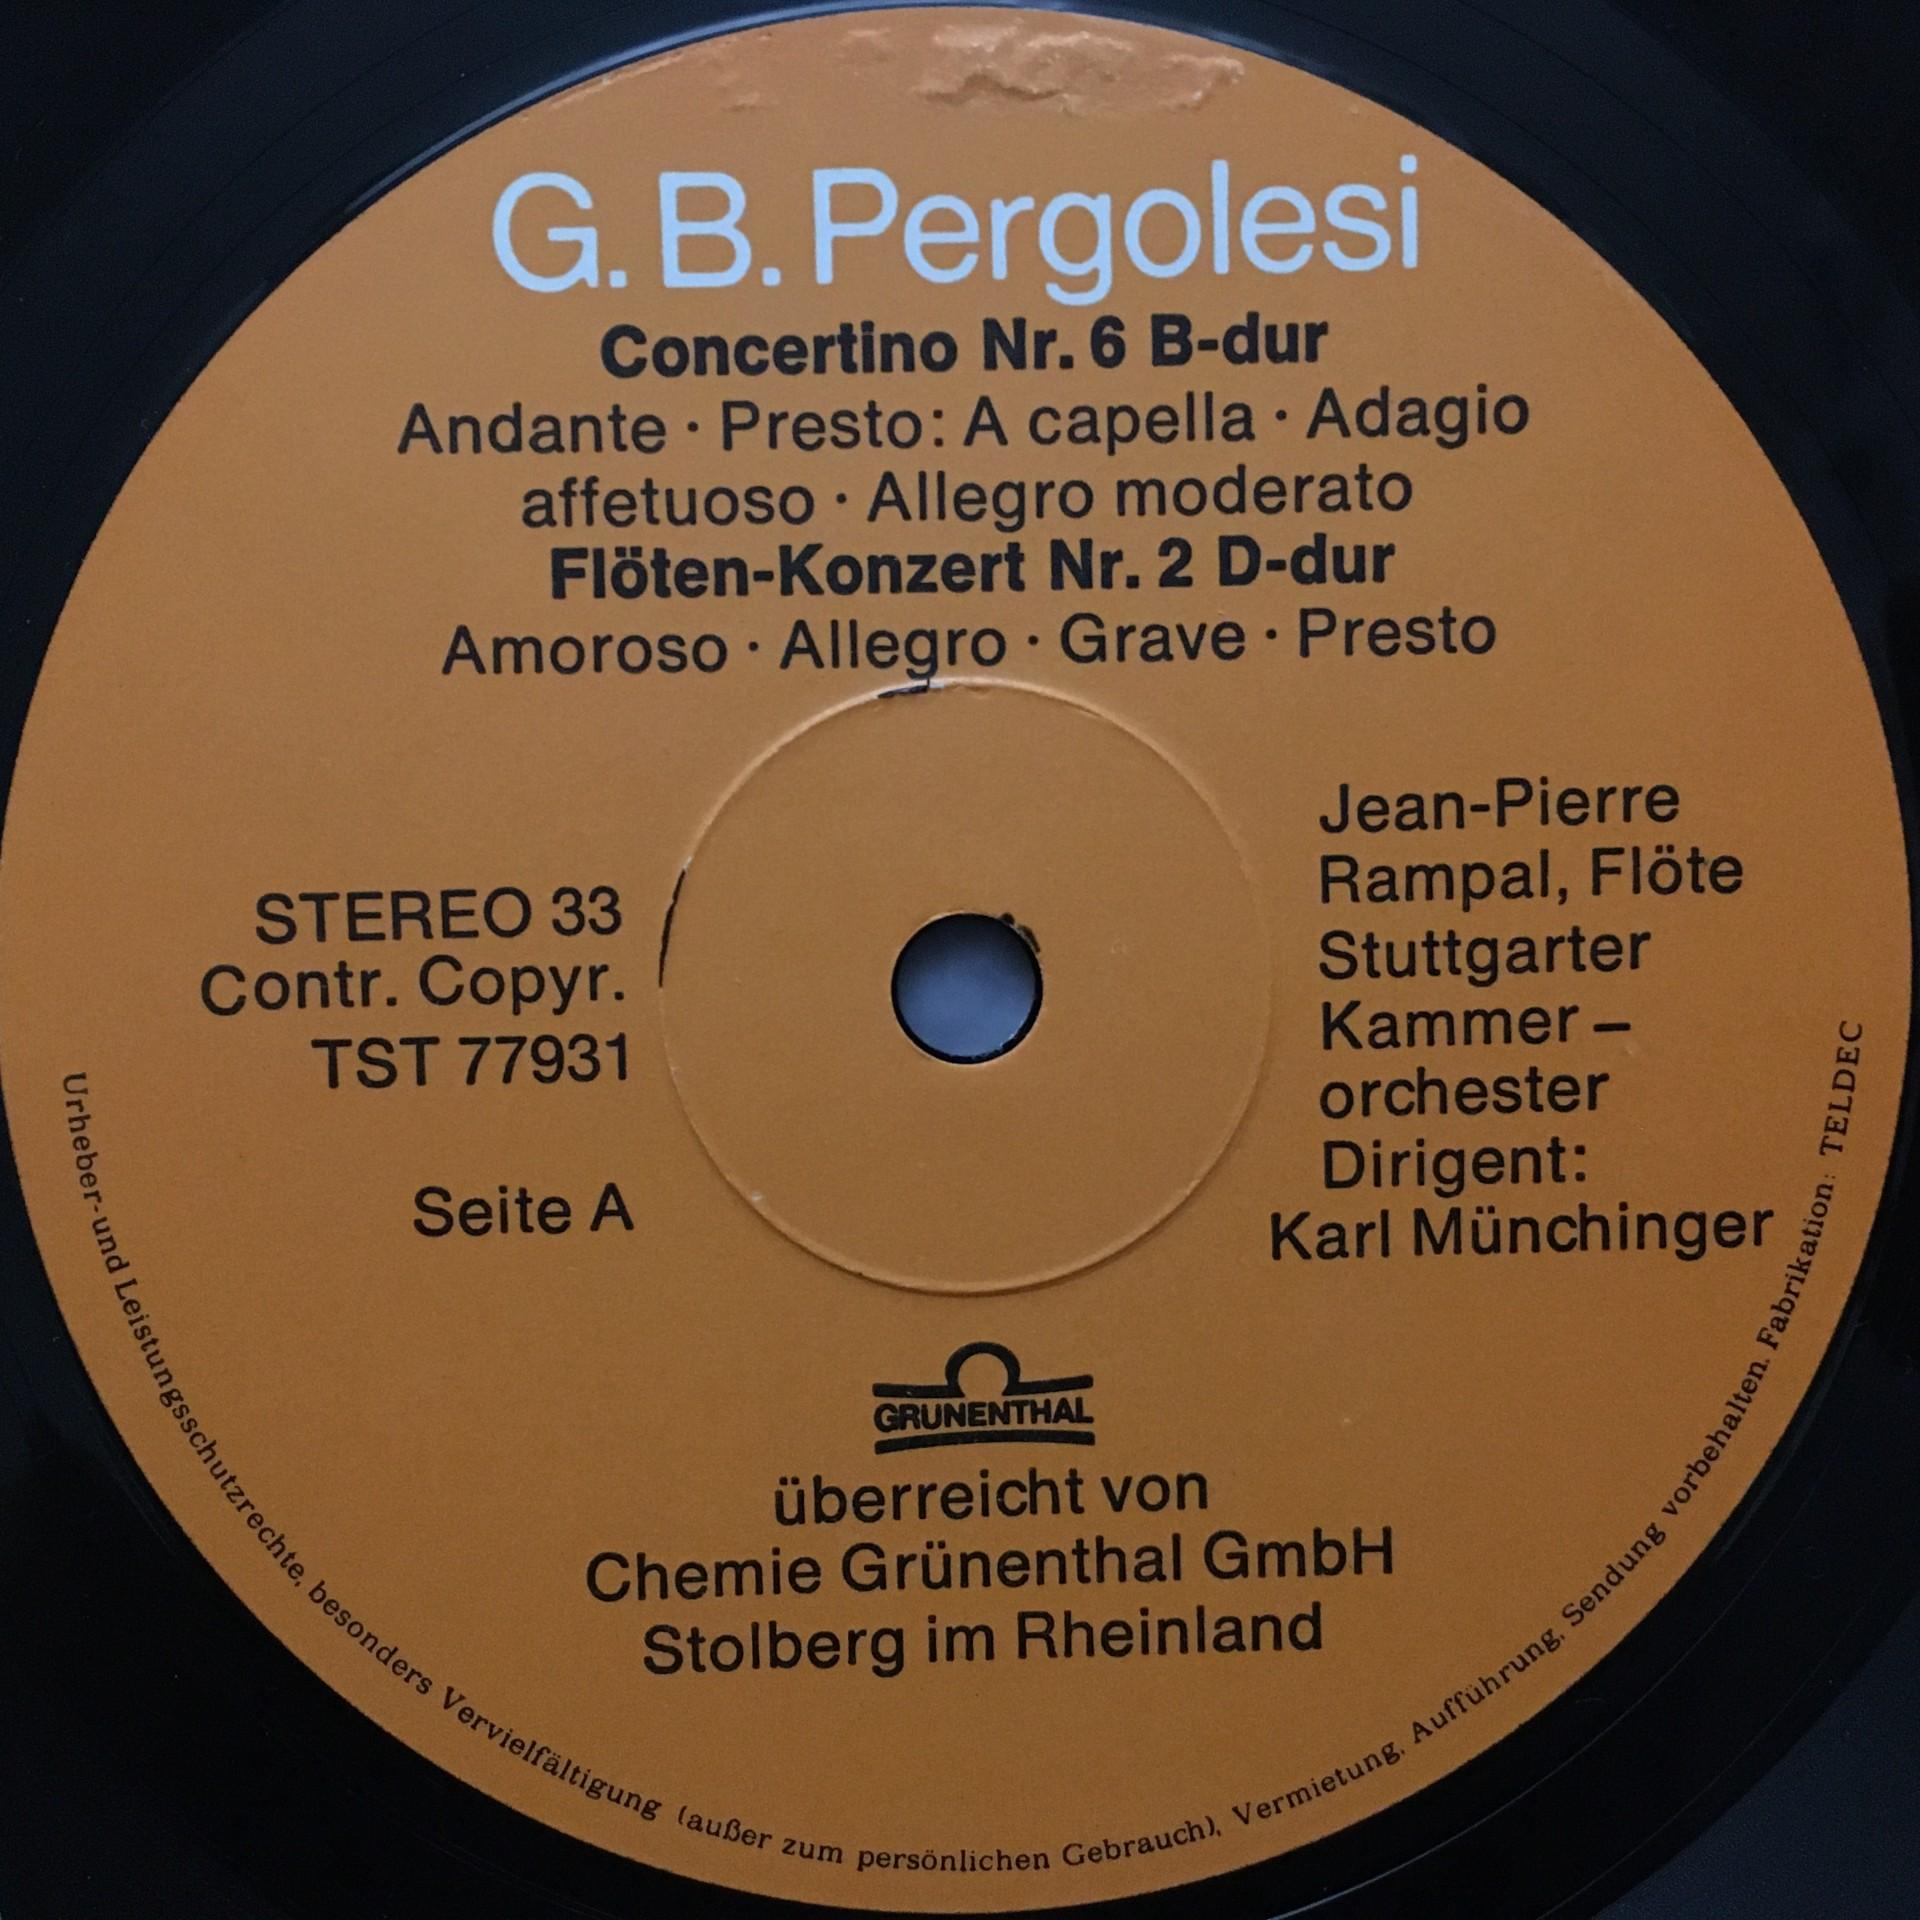 G. B. Pergolesi
Concertino Nr. 6 B-dur
Andante · Presto: A capella · Adagio
affetuoso · Allegro moderato
Flöten-Konzert Nr. 2 D-dur
Amoroso · Allegro · Grave · Presto
STEREO 33
Contr. Copyr.
TST 77931
Seite A
Jean-Pierre
Rampal, Flöte
Stuttgarter
Kammer –
orchester
Dirigent:
Karl Münchinger
GRÜNENTHAL
überreicht von
Chemie Grünenthal GmbH
Stolberg im Rheinland
Urheber-und Leistungsschutzrechte, besonders Vervielfältigung (außer zum persönlichen Gebrauch), Vermietung, Aufführung, Sendung vorbehalten. Fabrikation: TELDEC